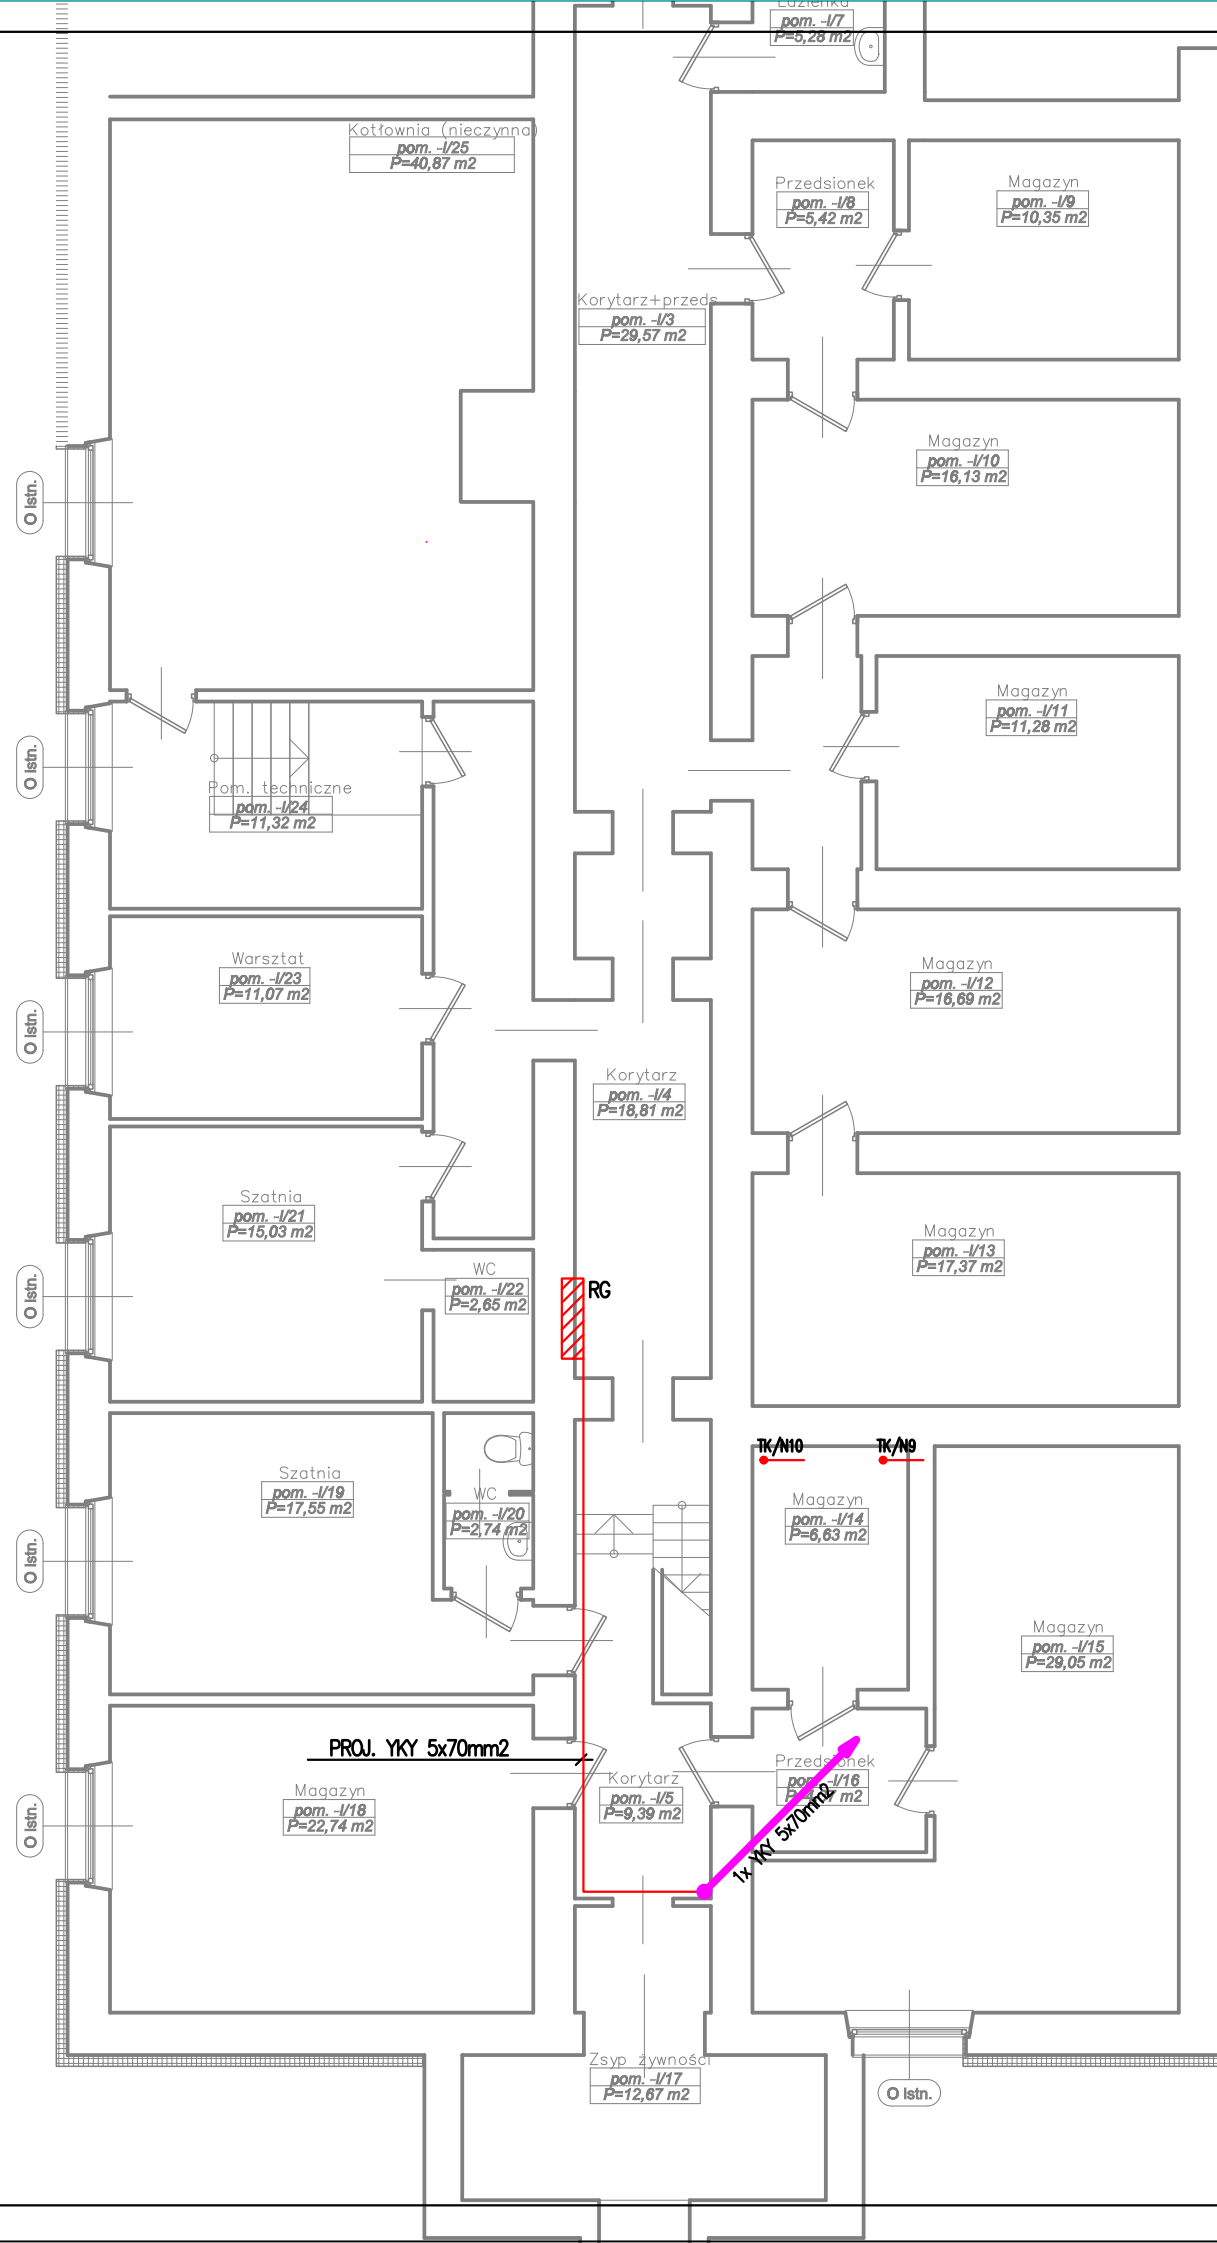 Łazienka
pom. -I/7
P=5,28 m2
Kotłownia (nieczynna)
pom. -I/25
P=40,87 m2
Przedsionek
pom. -I/8
P=5,42 m2
Magazyn
pom. -I/9
P=10,35 m2
Korytarz+przeds
pom. -I/3
P=29,57 m2
Magazyn
pom. -I/10
P=16,13 m2
O Istn.
Magazyn
pom. -I/11
P=11,28 m2
O Istn.
Pom. techniczne
pom. -I/24
P=11,32 m2
Warsztat
pom. -I/23
P=11,07 m2
Magazyn
pom. -I/12
P=16,69 m2
O Istn.
Korytarz
pom. -I/4
P=18,81 m2
Szatnia
pom. -I/21
P=15,03 m2
Magazyn
pom. -I/13
P=17,37 m2
WC
pom. -I/22
P=2,65 m2
RG
O Istn.
TK/N10
TK/N9
Szatnia
pom. -I/19
P=17,55 m2
WC
pom. -I/20
P=2,74 m2
Magazyn
pom. -I/14
P=6,63 m2
O Istn.
Magazyn
pom. -I/15
P=29,05 m2
PROJ. YKY 5x70mm2
Przedsionek
pom. -I/16
m2
1x YKY 5x70mm2
Korytarz
pom. -I/5
P=9,39 m2
Magazyn
pom. -I/18
P=22,74 m2
O Istn.
Zsyp żywności
pom. -I/17
P=12,67 m2
O Istn.